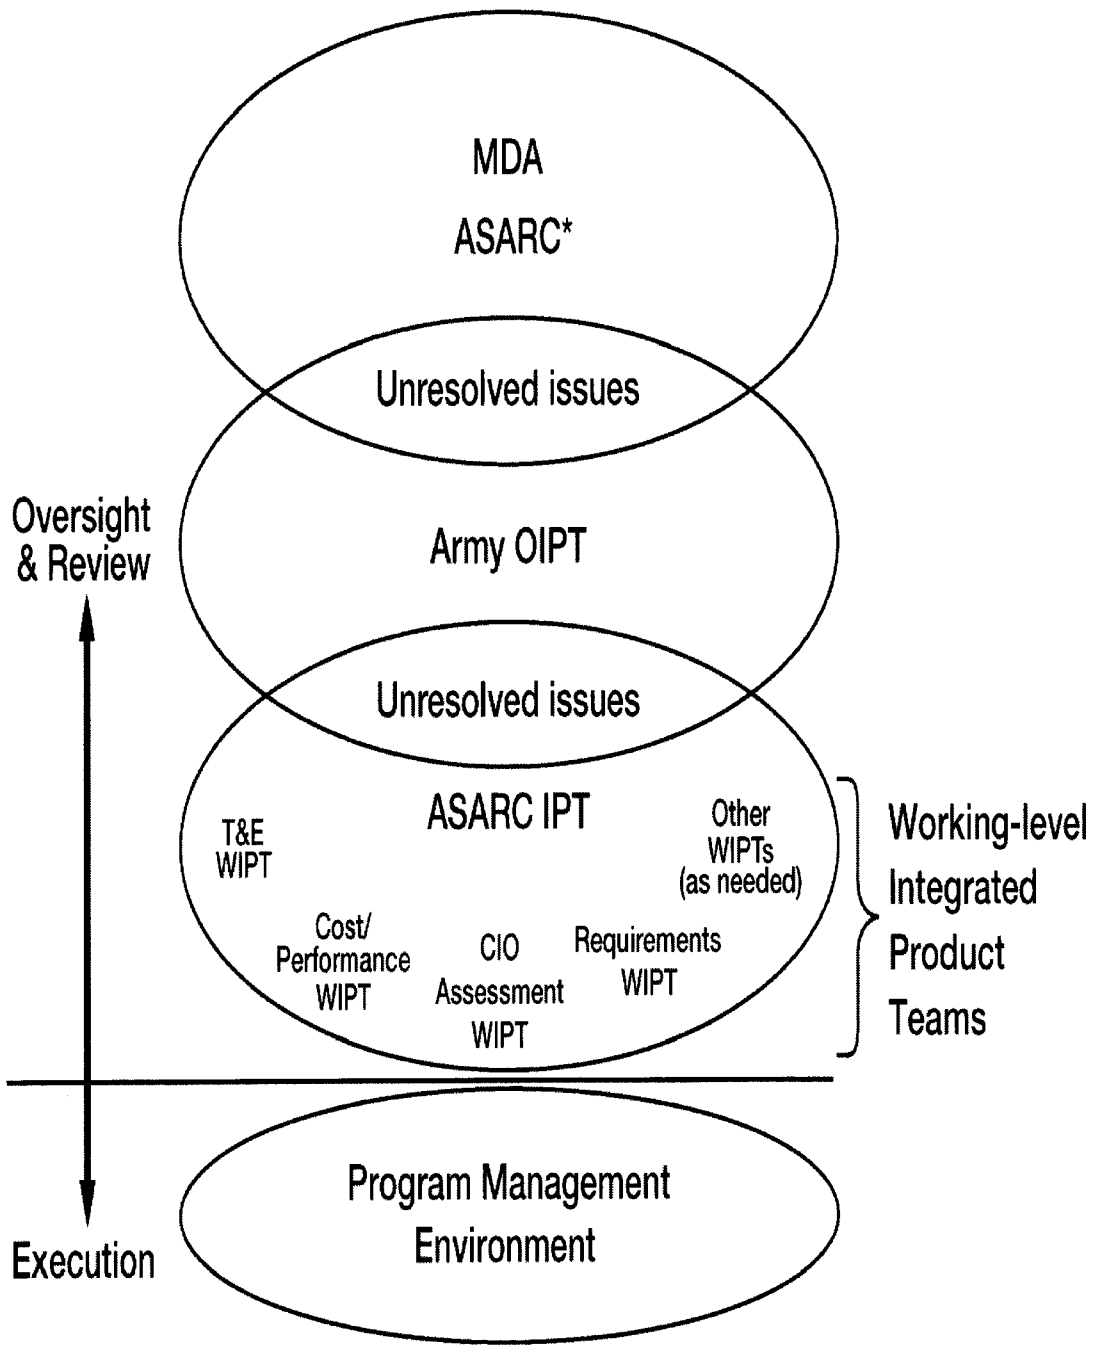 MDA
ASARC*
Unresolved issues
Oversight
& Review
Army OIPT
Unresolved issues
ASARC IPT
T&E
WIPT
Other
WIPTs
(as needed)
Cost/
Performance
WIPT
CIO
Assessment
WIPT
Requirements
WIPT
Working-level
Integrated
Product
Teams
Program Management
Environment
Execution